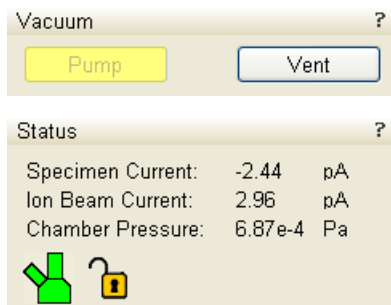 Vacuum ?
Pump Vent
Status ?
Specimen Current: -2.44 pA
Ion Beam Current: 2.96 pA
Chamber Pressure: 6.87e-4 Pa